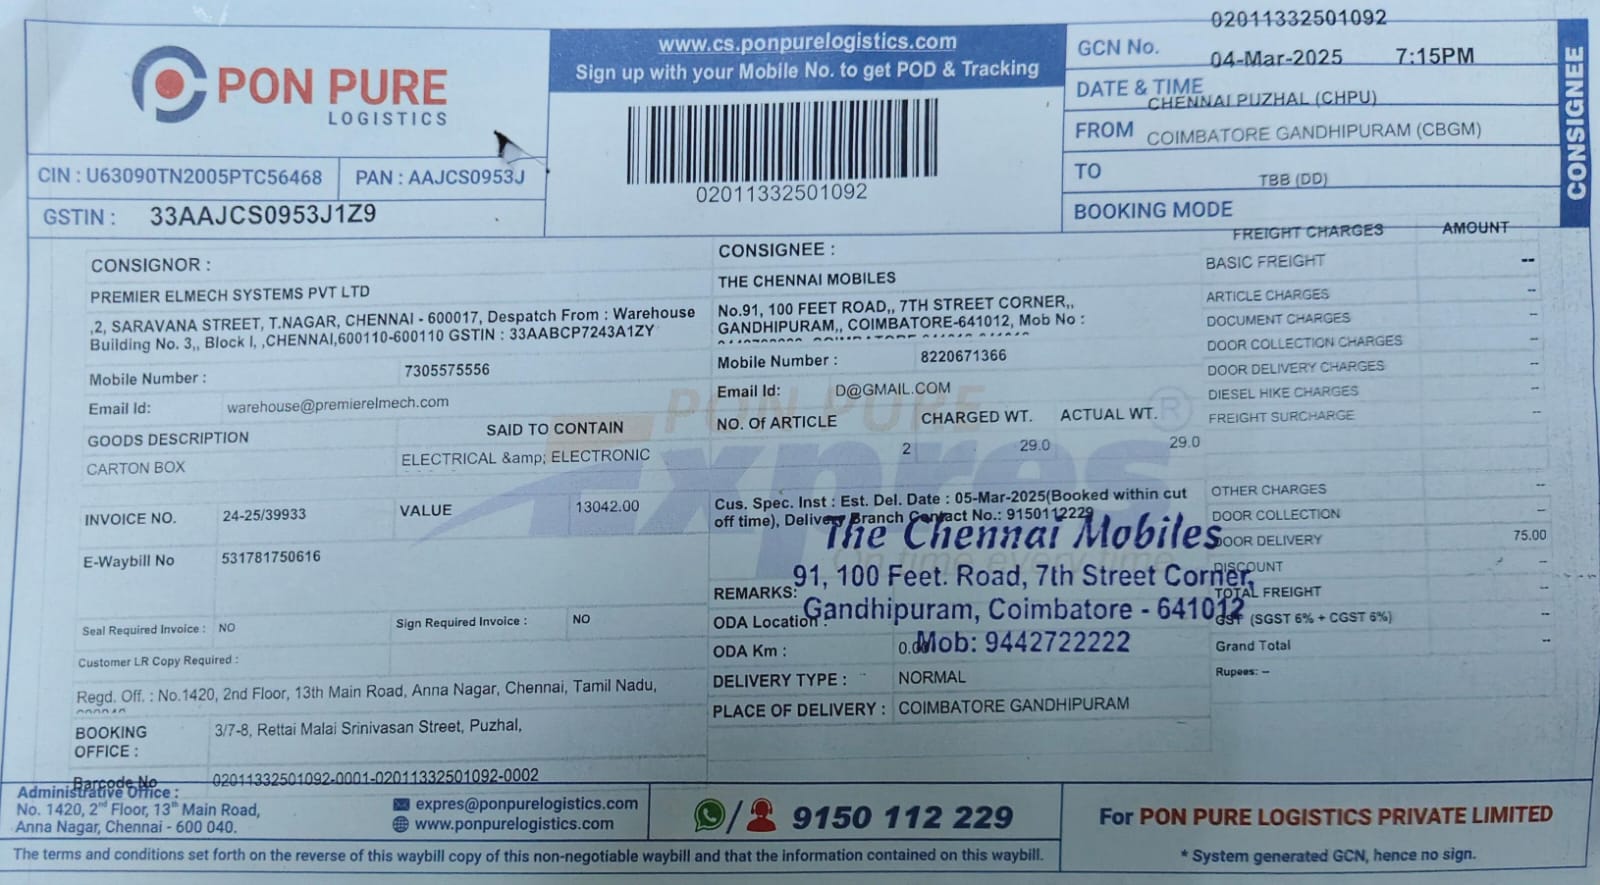 PON PURE
LOGISTICS
CIN : U63090TN2005PTC56468 PAN : AAJCS0953J
GSTIN : 33AAJCS0953J1Z9
www.cs.ponpurelogistics.com
Sign up with your Mobile No. to get POD & Tracking
02011332501092
02011332501092
GCN No.
04-Mar-2025 7:15PM
DATE & TIME
CHENNAI PUZHAL (CHPU)
FROM COIMBATORE GANDHIPURAM (CBGM)
TO
TBB (DD)
BOOKING MODE
CONSIGNEE
CONSIGNOR :
PREMIER ELMECH SYSTEMS PVT LTD
,2, SARAVANA STREET, T.NAGAR, CHENNAI - 600017, Despatch From : Warehouse
Building No. 3,, Block I, ,CHENNAI,600110-600110 GSTIN : 33AABCP7243A1ZY
Mobile Number : 7305575556
Email Id: warehouse@premierelmech.com
GOODS DESCRIPTION SAID TO CONTAIN
CARTON BOX ELECTRICAL &amp; ELECTRONIC
INVOICE NO. 24-25/39933 VALUE 13042.00
E-Waybill No 531781750616
Seal Required Invoice : NO Sign Required Invoice : NO
Customer LR Copy Required :
Regd. Off. : No.1420, 2nd Floor, 13th Main Road, Anna Nagar, Chennai, Tamil Nadu,
BOOKING OFFICE : 3/7-8, Rettai Malai Srinivasan Street, Puzhal,
Barcode No 02011332501092-0001-02011332501092-0002
CONSIGNEE :
THE CHENNAI MOBILES
No.91, 100 FEET ROAD,, 7TH STREET CORNER,,
GANDHIPURAM,, COIMBATORE-641012, Mob No :
Mobile Number : 8220671366
Email Id: D@GMAIL.COM
NO. Of ARTICLE CHARGED WT. ACTUAL WT.
2 29.0 29.0
PON PURE
Expres ®
Cus. Spec. Inst : Est. Del. Date : 05-Mar-2025(Booked within cut
off time), Delivery Branch Contact No.: 9150112229
The Chennai Mobiles
91, 100 Feet. Road, 7th Street Corner,
Gandhipuram, Coimbatore - 641012
Mob: 9442722222
REMARKS:
ODA Location :
ODA Km : 0.00
DELIVERY TYPE : NORMAL
PLACE OF DELIVERY : COIMBATORE GANDHIPURAM
FREIGHT CHARGES AMOUNT
BASIC FREIGHT --
ARTICLE CHARGES --
DOCUMENT CHARGES --
DOOR COLLECTION CHARGES --
DOOR DELIVERY CHARGES --
DIESEL HIKE CHARGES --
FREIGHT SURCHARGE --
OTHER CHARGES --
DOOR COLLECTION --
DOOR DELIVERY 75.00
DISCOUNT --
TOTAL FREIGHT --
GST (SGST 6% + CGST 6%) --
Grand Total --
Rupees: --
Administrative Office :
No. 1420, 2nd Floor, 13th Main Road,
Anna Nagar, Chennai - 600 040.
expres@ponpurelogistics.com
www.ponpurelogistics.com
/ 9150 112 229
For PON PURE LOGISTICS PRIVATE LIMITED
* System generated GCN, hence no sign.
The terms and conditions set forth on the reverse of this waybill copy of this non-negotiable waybill and that the information contained on this waybill.